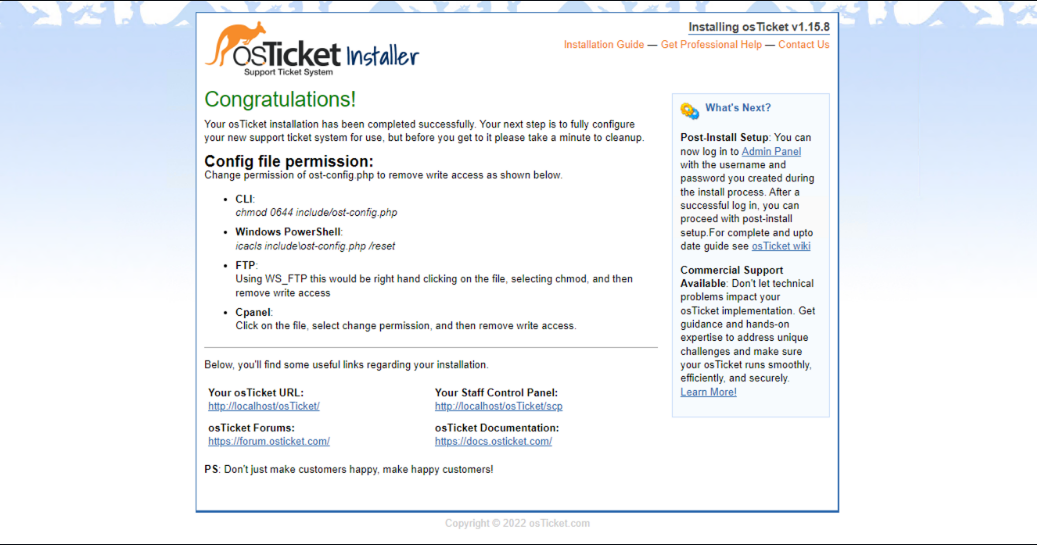 osTicket Installer
Support Ticket System
Installing osTicket v1.15.8
Installation Guide — Get Professional Help — Contact Us
Congratulations!
Your osTicket installation has been completed successfully. Your next step is to fully configure
your new support ticket system for use, but before you get to it please take a minute to cleanup.
Config file permission:
Change permission of ost-config.php to remove write access as shown below.
• CLI:
chmod 0644 include/ost-config.php
• Windows PowerShell:
icacls include\ost-config.php /reset
• FTP:
Using WS_FTP this would be right hand clicking on the file, selecting chmod, and then
remove write access
• Cpanel:
Click on the file, select change permission, and then remove write access.
Below, you'll find some useful links regarding your installation.
Your osTicket URL:
http://localhost/osTicket/
Your Staff Control Panel:
http://localhost/osTicket/scp
osTicket Forums:
https://forum.osticket.com/
osTicket Documentation:
https://docs.osticket.com/
PS: Don't just make customers happy, make happy customers!
What's Next?
Post-Install Setup: You can
now log in to Admin Panel
with the username and
password you created during
the install process. After a
successful log in, you can
proceed with post-install
setup.For complete and upto
date guide see osTicket wiki
Commercial Support
Available: Don't let technical
problems impact your
osTicket implementation. Get
guidance and hands-on
expertise to address unique
challenges and make sure
your osTicket runs smoothly,
efficiently, and securely.
Learn More!
Copyright © 2022 osTicket.com